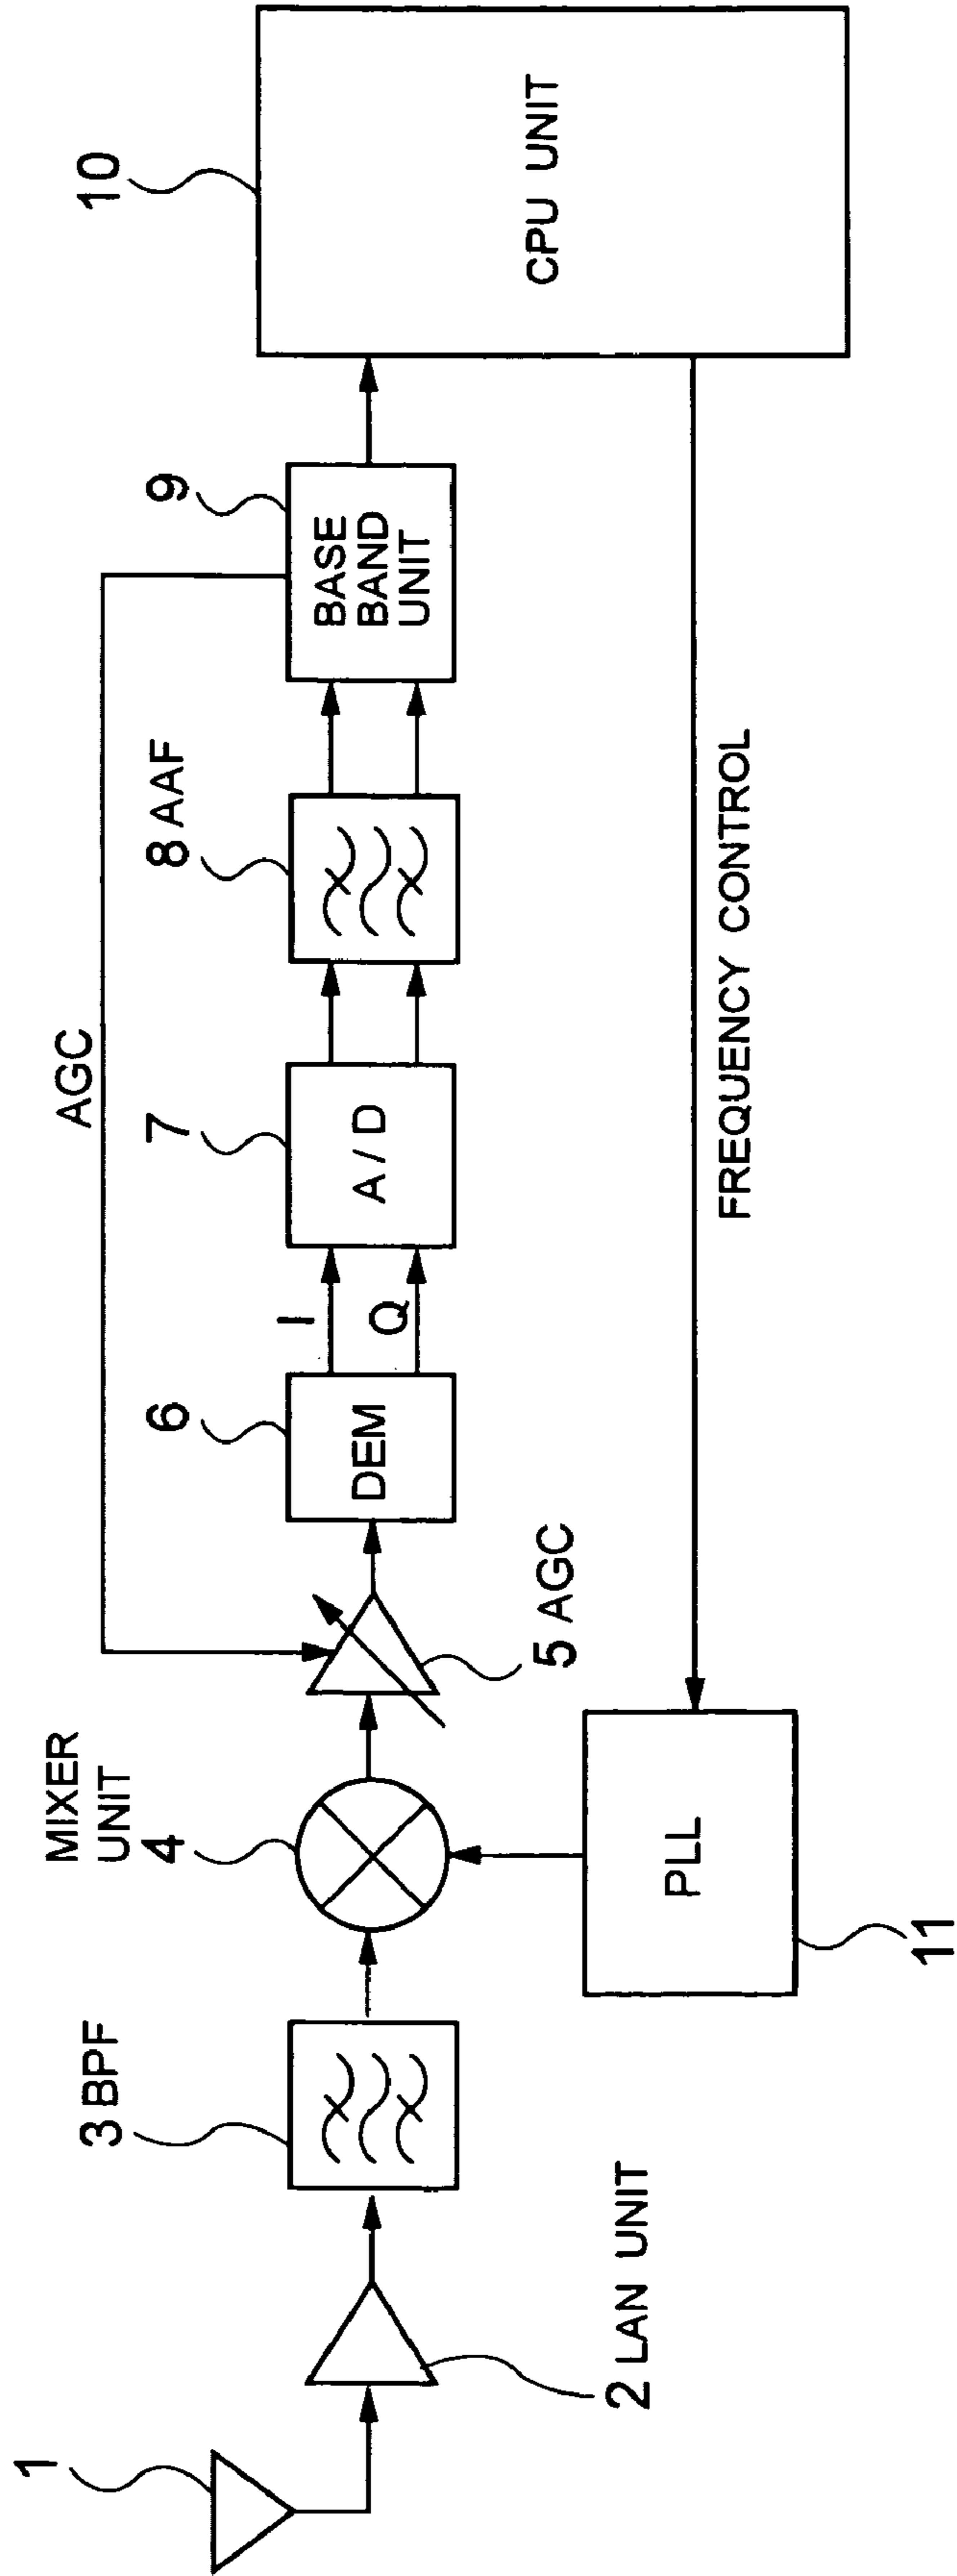 1
2 LAN UNIT
3 BPF
MIXER
UNIT
4
5 AGC
AGC
6
DEM
I
Q
7
A / D
8 AAF
9
BASE
BAND
UNIT
10
CPU UNIT
FREQUENCY CONTROL
PLL
11